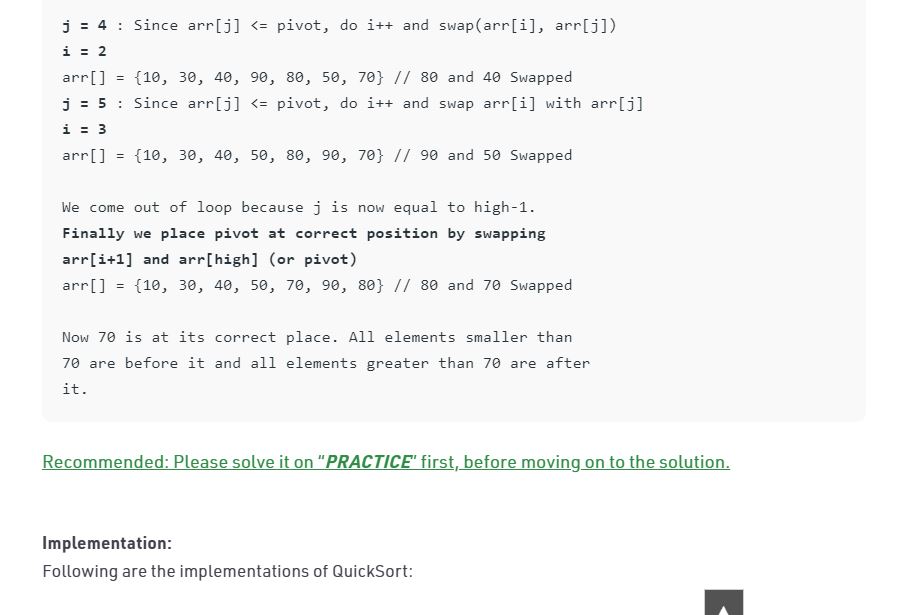 j = 4 : Since arr[j] <= pivot, do i++ and swap(arr[i], arr[j])
i = 2
arr[] = {10, 30, 40, 90, 80, 50, 70} // 80 and 40 Swapped
j = 5 : Since arr[j] <= pivot, do i++ and swap arr[i] with arr[j]
i = 3
arr[] = {10, 30, 40, 50, 80, 90, 70} // 90 and 50 Swapped
We come out of loop because j is now equal to high-1.
Finally we place pivot at correct position by swapping
arr[i+1] and arr[high] (or pivot)
arr[] = {10, 30, 40, 50, 70, 90, 80} // 80 and 70 Swapped
Now 70 is at its correct place. All elements smaller than
70 are before it and all elements greater than 70 are after
it.
Recommended: Please solve it on "PRACTICE" first, before moving on to the solution.
Implementation:
Following are the implementations of QuickSort: